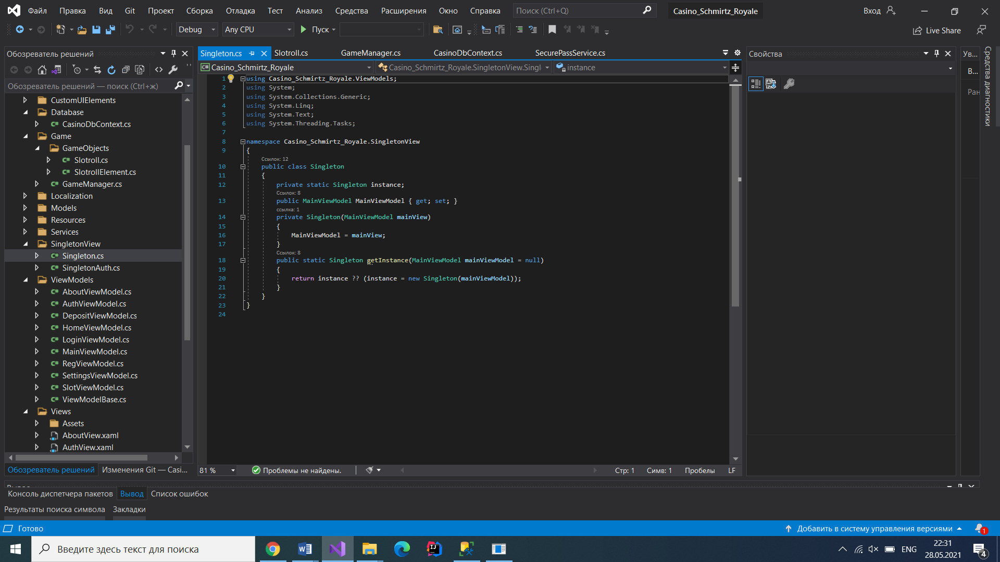 Файл Правка Вид Git Проект Сборка Отладка Тест Анализ Средства Расширения Окно Справка Поиск (Ctrl+Q) Casino_Schmirtz_Royale Вход
Debug Any CPU Пуск Live Share
Обозреватель решений
Обозреватель решений — поиск (Ctrl+ж)
CustomUIElements
Database
CasinoDbContext.cs
Game
GameObjects
Slotroll.cs
SlotrollElement.cs
GameManager.cs
Localization
Models
Resources
Services
SingletonView
Singleton.cs
SingletonAuth.cs
ViewModels
AboutViewModel.cs
AuthViewModel.cs
DepositViewModel.cs
HomeViewModel.cs
LoginViewModel.cs
MainViewModel.cs
RegViewModel.cs
SettingsViewModel.cs
SlotViewModel.cs
ViewModelBase.cs
Views
Assets
AboutView.xaml
AuthView.xaml
Обозреватель решений Изменения Git — Casi...
Singleton.cs Slotroll.cs GameManager.cs CasinoDbContext.cs SecurePassService.cs
Casino_Schmirtz_Royale Casino_Schmirtz_Royale.SingletonView.Singl instance
1 using Casino_Schmirtz_Royale.ViewModels;
2 using System;
3 using System.Collections.Generic;
4 using System.Linq;
5 using System.Text;
6 using System.Threading.Tasks;
7
8 namespace Casino_Schmirtz_Royale.SingletonView
9 {
Ссылок: 12
10 public class Singleton
11 {
12 private static Singleton instance;
Ссылок: 8
13 public MainViewModel MainViewModel { get; set; }
ссылка: 1
14 private Singleton(MainViewModel mainView)
15 {
16 MainViewModel = mainView;
17 }
Ссылок: 8
18 public static Singleton getInstance(MainViewModel mainViewModel = null)
19 {
20 return instance ?? (instance = new Singleton(mainViewModel));
21 }
22 }
23 }
24
81 % Проблемы не найдены. Стр: 1 Симв: 1 Пробелы LF
Свойства
Ув...
В...
Ран
Средства диагностики
Консоль диспетчера пакетов Вывод Список ошибок
Результаты поиска символа Закладки
Готово Добавить в систему управления версиями 1
Введите здесь текст для поиска
ENG
22:31
28.05.2021
4